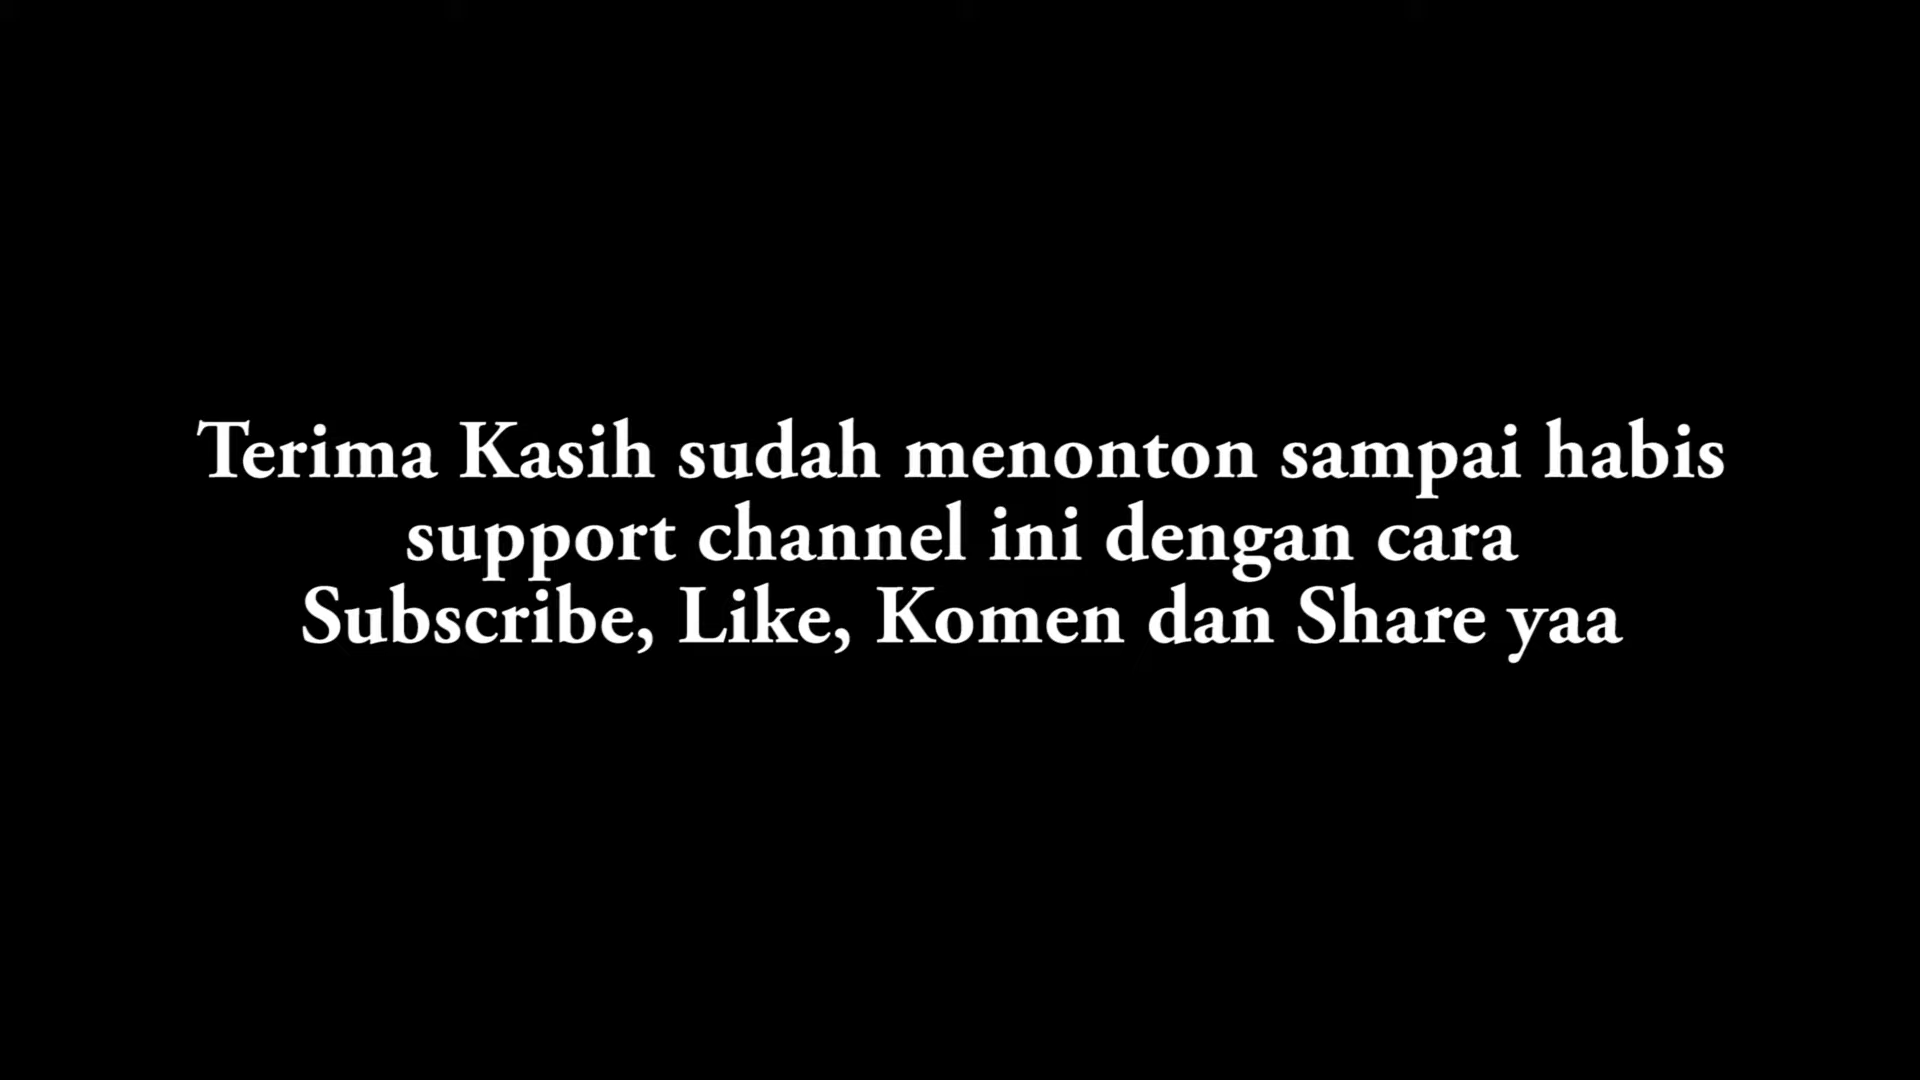 Terima Kasih sudah menonton sampai habis
support channel ini dengan cara
Subscribe, Like, Komen dan Share yaa